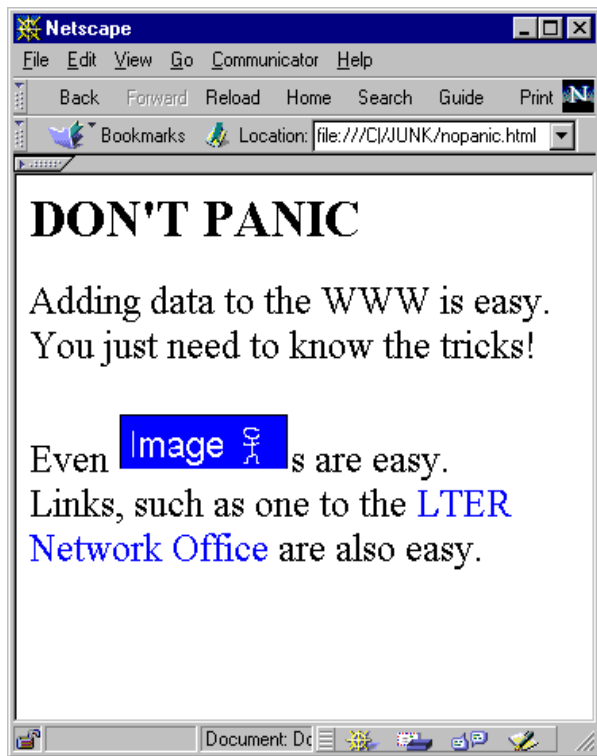 Netscape
File Edit View Go Communicator Help
Back Forward Reload Home Search Guide Print N
Bookmarks Location: file:///C|/JUNK/nopanic.html
DON'T PANIC
Adding data to the WWW is easy.
You just need to know the tricks!
Even Image s are easy.
Links, such as one to the LTER
Network Office are also easy.
Document: Do